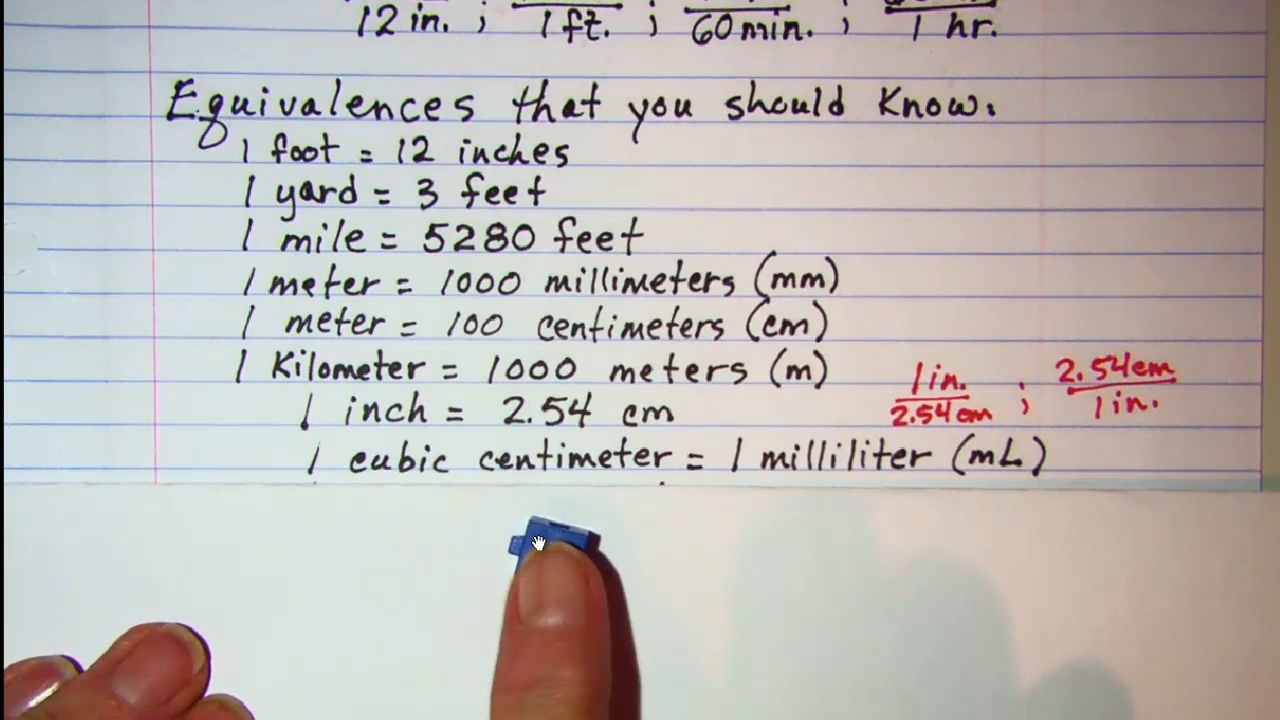 12 in. ; 1 ft. ; 60 min. ; 1 hr.
Equivalences that you should know.
1 foot = 12 inches
1 yard = 3 feet
1 mile = 5280 feet
1 meter = 1000 millimeters (mm)
1 meter = 100 centimeters (cm)
1 Kilometer = 1000 meters (m)
1 in. / 2.54 cm ; 2.54 cm / 1 in.
1 inch = 2.54 cm
1 cubic centimeter = 1 milliliter (mL)